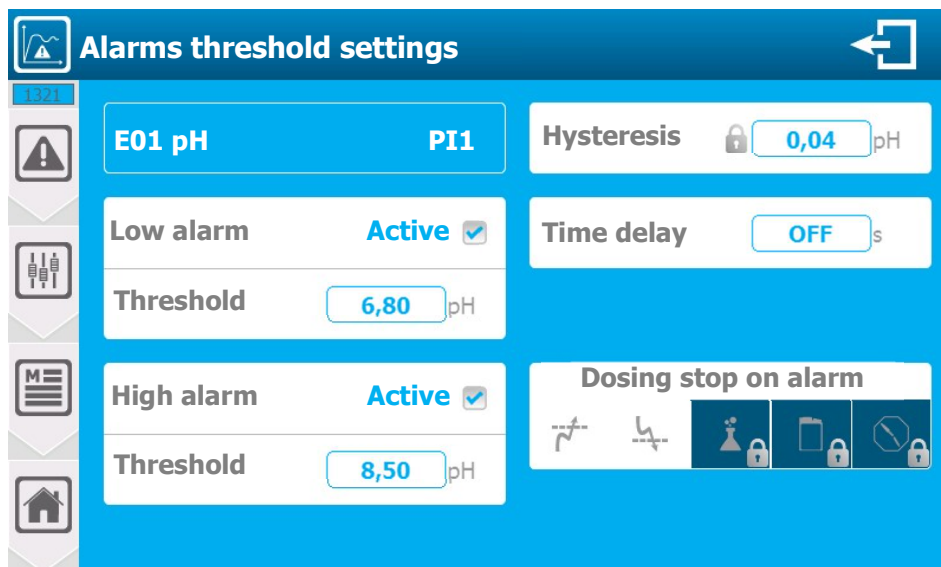 Alarms threshold settings
1321
E01 pH PI1
Low alarm Active
Threshold 6,80 pH
High alarm Active
Threshold 8,50 pH
Hysteresis 0,04 pH
Time delay OFF s
Dosing stop on alarm
M